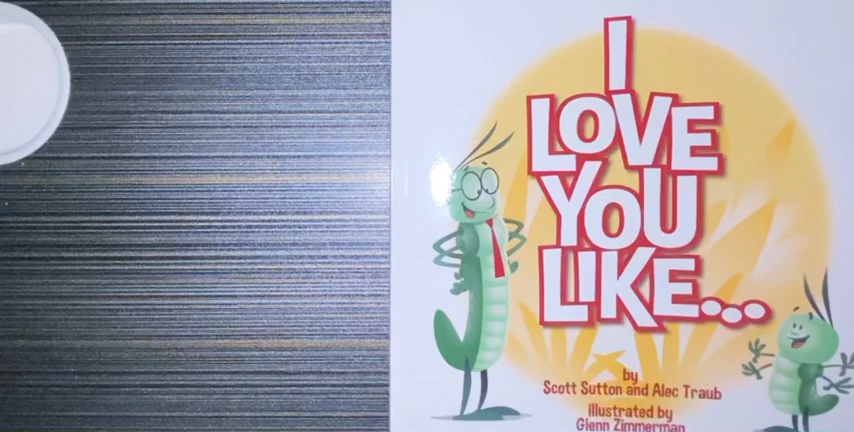 I
LOVE
YOU
LIKE...
by
Scott Sutton and Alec Traub
illustrated by
Glenn Zimmerman